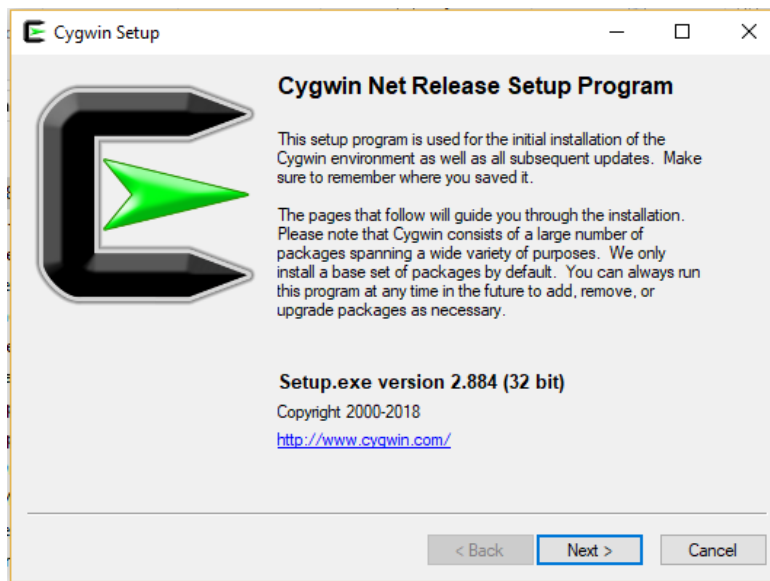 Cygwin Setup
Cygwin Net Release Setup Program
This setup program is used for the initial installation of the
Cygwin environment as well as all subsequent updates.  Make
sure to remember where you saved it.
The pages that follow will guide you through the installation.
Please note that Cygwin consists of a large number of
packages spanning a wide variety of purposes.  We only
install a base set of packages by default.  You can always run
this program at any time in the future to add, remove, or
upgrade packages as necessary.
Setup.exe version 2.884 (32 bit)
Copyright 2000-2018
http://www.cygwin.com/
< Back Next > Cancel